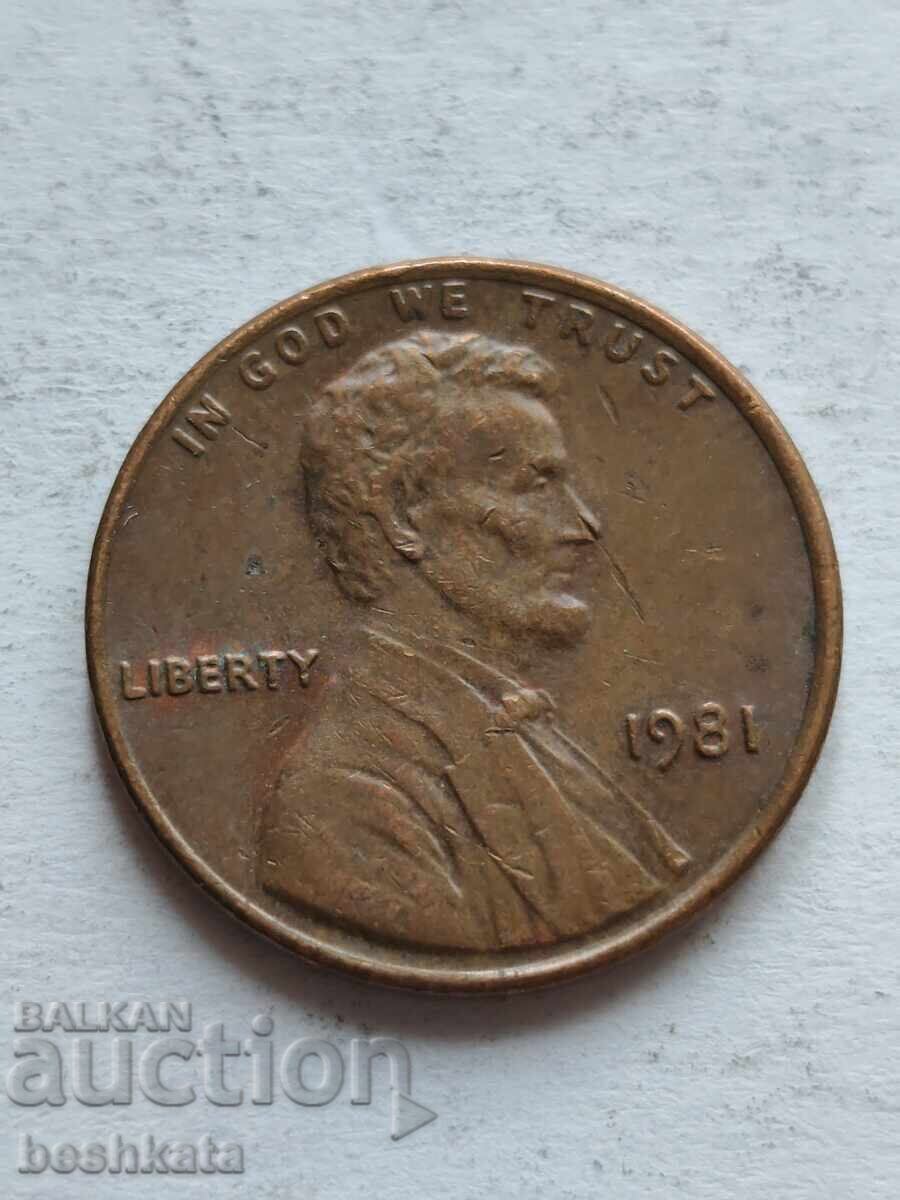 IN GOD WE TRUST
LIBERTY
1981
BALKAN
auction
beshkata